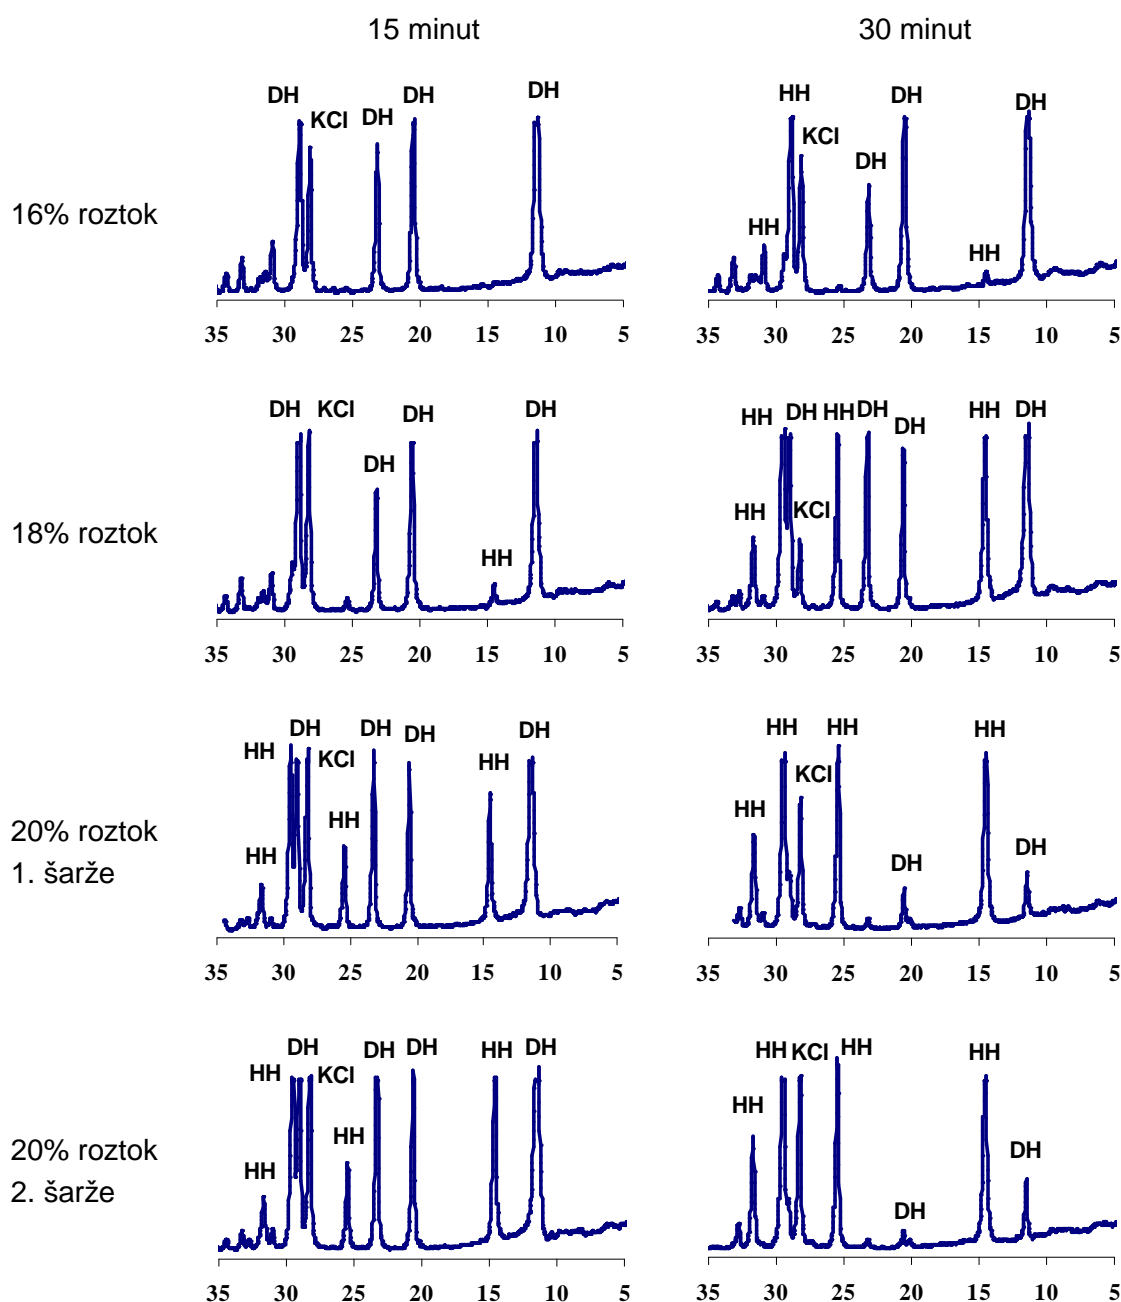 15 minut 30 minut
DH KCl DH DH DH
HH HH KCl DH DH HH DH
16% roztok
35 30 25 20 15 10 5
35 30 25 20 15 10 5
DH KCl DH DH HH DH
HH HH DH KCl HH DH DH HH DH
18% roztok
35 30 25 20 15 10 5
35 30 25 20 15 10 5
HH HH DH KCl HH DH DH HH DH
HH HH KCl HH DH HH DH
20% roztok
1. šarže
35 30 25 20 15 10 5
35 30 25 20 15 10 5
HH HH DH KCl HH DH DH HH DH
HH HH KCl HH DH HH DH
20% roztok
2. šarže
35 30 25 20 15 10 5
35 30 25 20 15 10 5